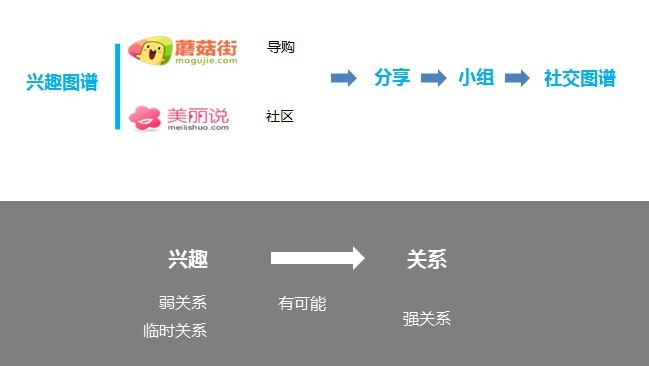 兴趣图谱
蘑菇街
mogujie.com
导购
美丽说
meilishuo.com
社区
分享
小组
社交图谱
兴趣
关系
弱关系
有可能
临时关系
强关系